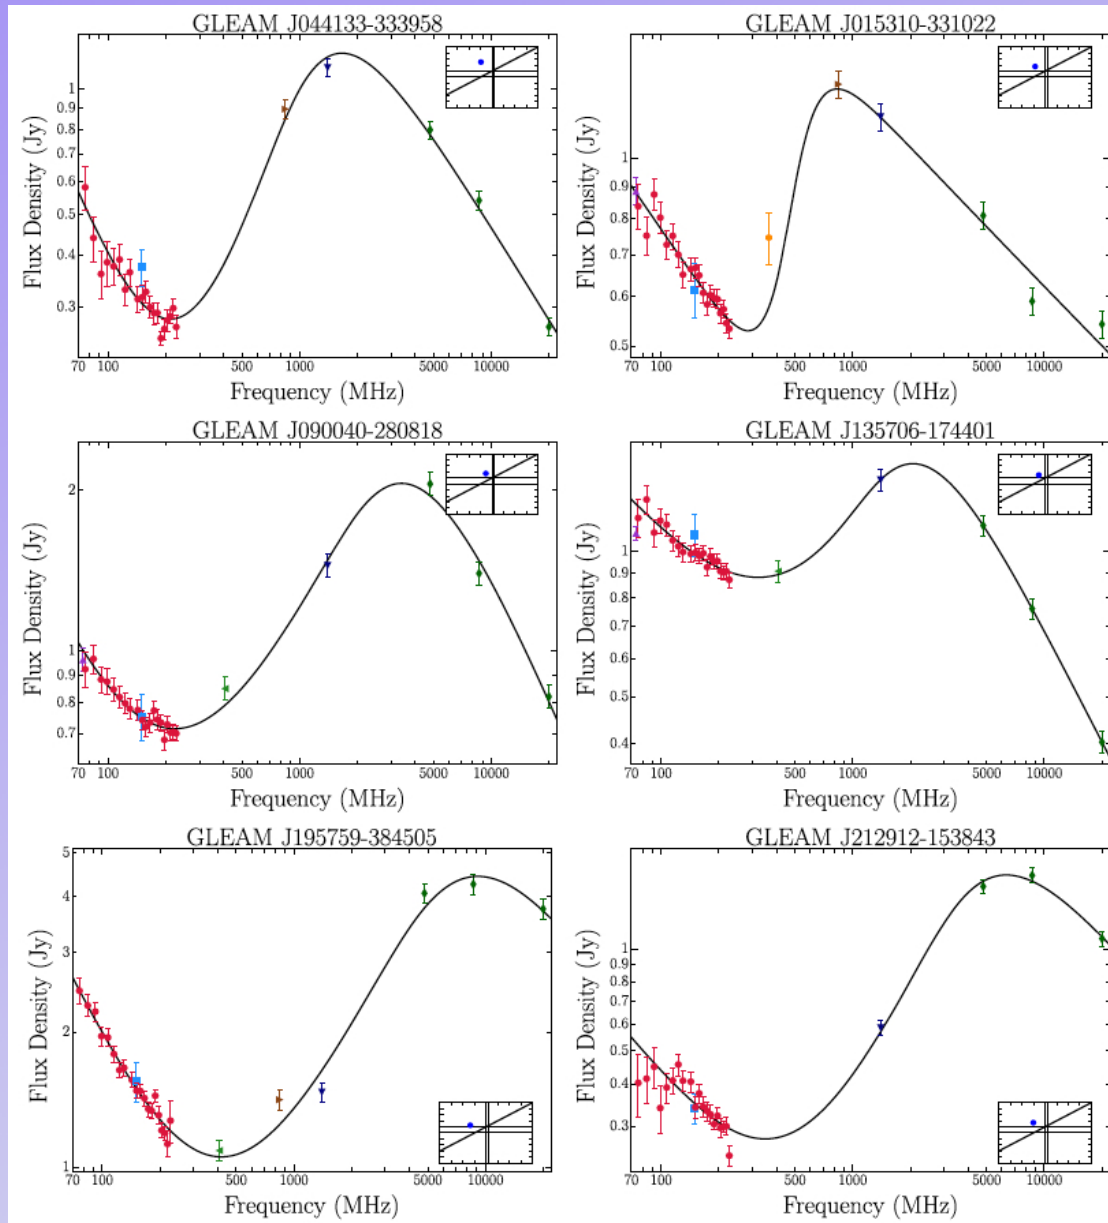 GLEAM J044133-333958
Flux Density (Jy)
1
0.9
0.8
0.7
0.6
0.5
0.4
0.3
70 100 500 1000 5000 10000
Frequency (MHz)
GLEAM J015310-331022
Flux Density (Jy)
1
0.9
0.8
0.7
0.6
0.5
70 100 500 1000 5000 10000
Frequency (MHz)
GLEAM J090040-280818
Flux Density (Jy)
2
1
0.9
0.8
0.7
70 100 500 1000 5000 10000
Frequency (MHz)
GLEAM J135706-174401
Flux Density (Jy)
1
0.9
0.8
0.7
0.6
0.5
0.4
70 100 500 1000 5000 10000
Frequency (MHz)
GLEAM J195759-384505
Flux Density (Jy)
5
4
3
2
1
70 100 500 1000 5000 10000
Frequency (MHz)
GLEAM J212912-153843
Flux Density (Jy)
1
0.9
0.8
0.7
0.6
0.5
0.4
0.3
70 100 500 1000 5000 10000
Frequency (MHz)